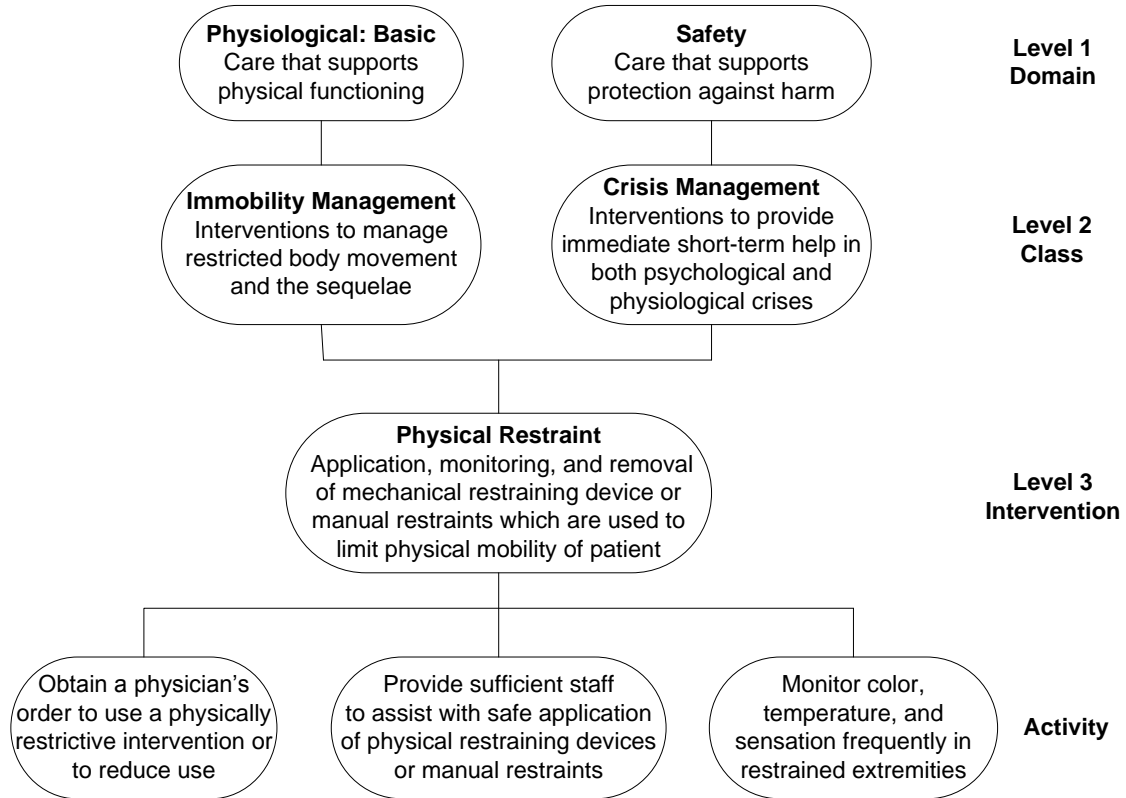 Physiological: Basic
Care that supports
physical functioning
Safety
Care that supports
protection against harm
Level 1
Domain
Immobility Management
Interventions to manage
restricted body movement
and the sequelae
Crisis Management
Interventions to provide
immediate short-term help in
both psychological and
physiological crises
Level 2
Class
Physical Restraint
Application, monitoring, and removal
of mechanical restraining device or
manual restraints which are used to
limit physical mobility of patient
Level 3
Intervention
Obtain a physician's
order to use a physically
restrictive intervention or
to reduce use
Provide sufficient staff
to assist with safe application
of physical restraining devices
or manual restraints
Monitor color,
temperature, and
sensation frequently in
restrained extremities
Activity